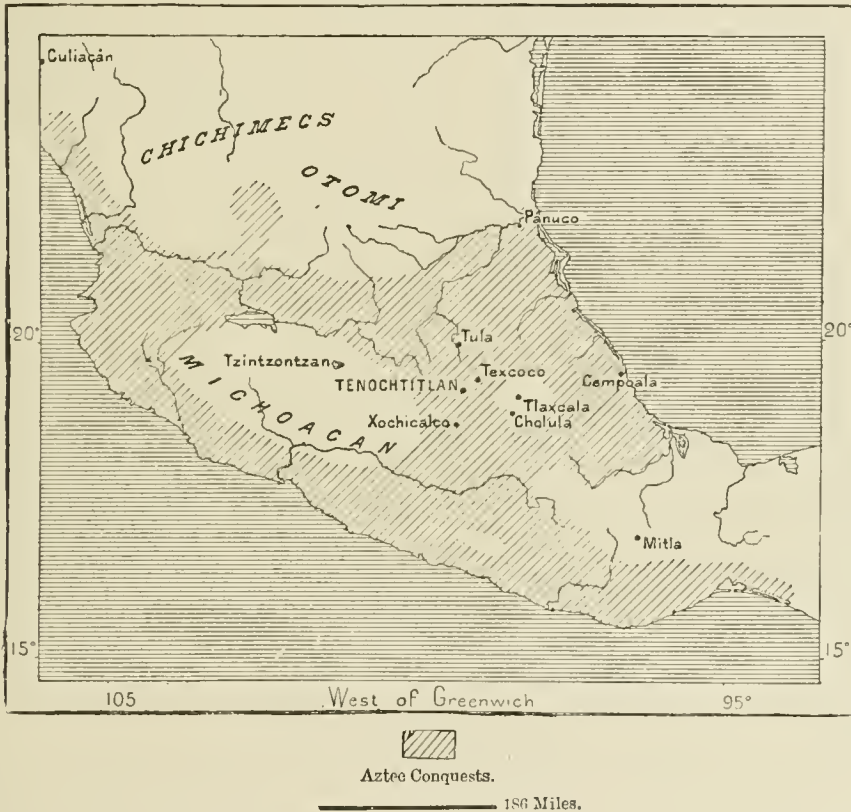 Culiacán
CHICHIMECS
OTOMI
Pánuco
20°
20°
Tula
Tzintzontzan
Texcoco
TENOCHTITLAN
Cempoala
MICHOACAN
Tlaxcala
Xochicalco
Cholula
Mitla
15°
15°
105
West of Greenwich
95°
Aztec Conquests.
186 Miles.